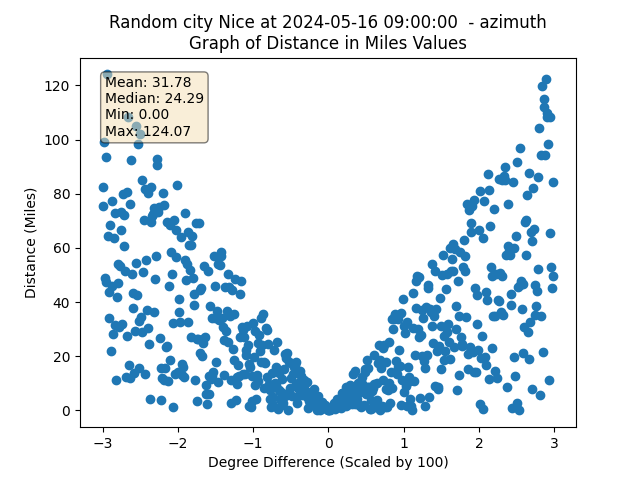 Random city Nice at 2024-05-16 09:00:00  - azimuth
Graph of Distance in Miles Values
Mean: 31.78
Median: 24.29
Min: 0.00
Max: 124.07
120
100
80
60
40
20
0
Distance (Miles)
−3 −2 −1 0 1 2 3
Degree Difference (Scaled by 100)